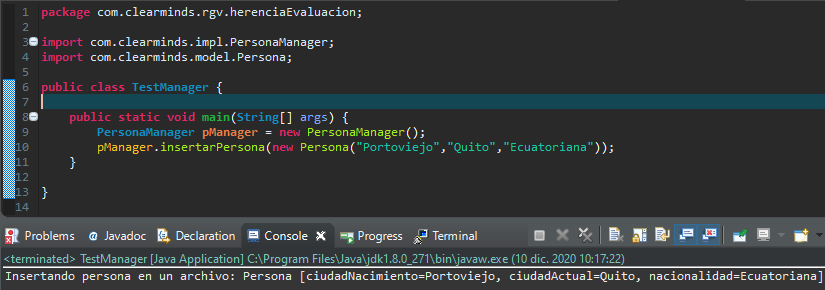 1 package com.clearminds.rgv.herenciaEvaluacion;
2
3 import com.clearminds.impl.PersonaManager;
4 import com.clearminds.model.Persona;
5
6 public class TestManager {
7
8 public static void main(String[] args) {
9 PersonaManager pManager = new PersonaManager();
10 pManager.insertarPersona(new Persona("Portoviejo","Quito","Ecuatoriana"));
11 }
12
13 }
14
Problems @ Javadoc Declaration Console Progress Terminal
<terminated> TestManager [Java Application] C:\Program Files\Java\jdk1.8.0_271\bin\javaw.exe (10 dic. 2020 10:17:22)
Insertando persona en un archivo: Persona [ciudadNacimiento=Portoviejo, ciudadActual=Quito, nacionalidad=Ecuatoriana]